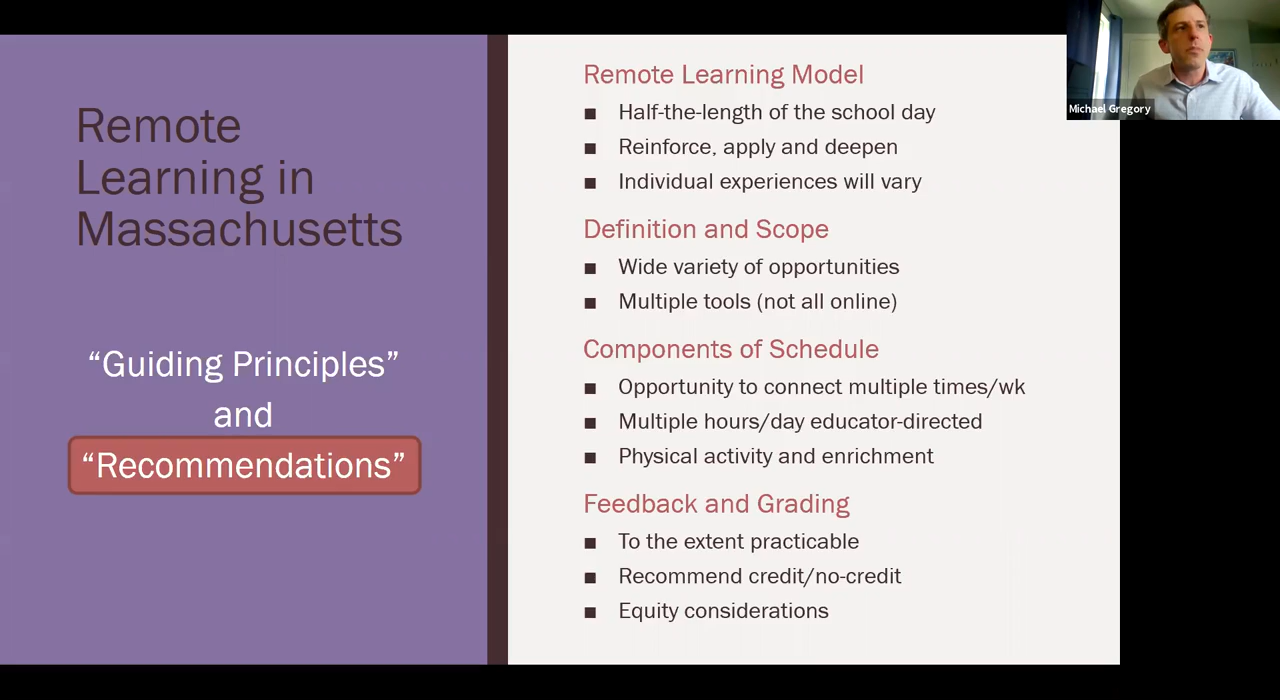 Remote
Learning in
Massachusetts
“Guiding Principles”
and
“Recommendations”
Remote Learning Model
■ Half-the-length of the school day
■ Reinforce, apply and deepen
■ Individual experiences will vary
Definition and Scope
■ Wide variety of opportunities
■ Multiple tools (not all online)
Components of Schedule
■ Opportunity to connect multiple times/wk
■ Multiple hours/day educator-directed
■ Physical activity and enrichment
Feedback and Grading
■ To the extent practicable
■ Recommend credit/no-credit
■ Equity considerations
Michael Gregory